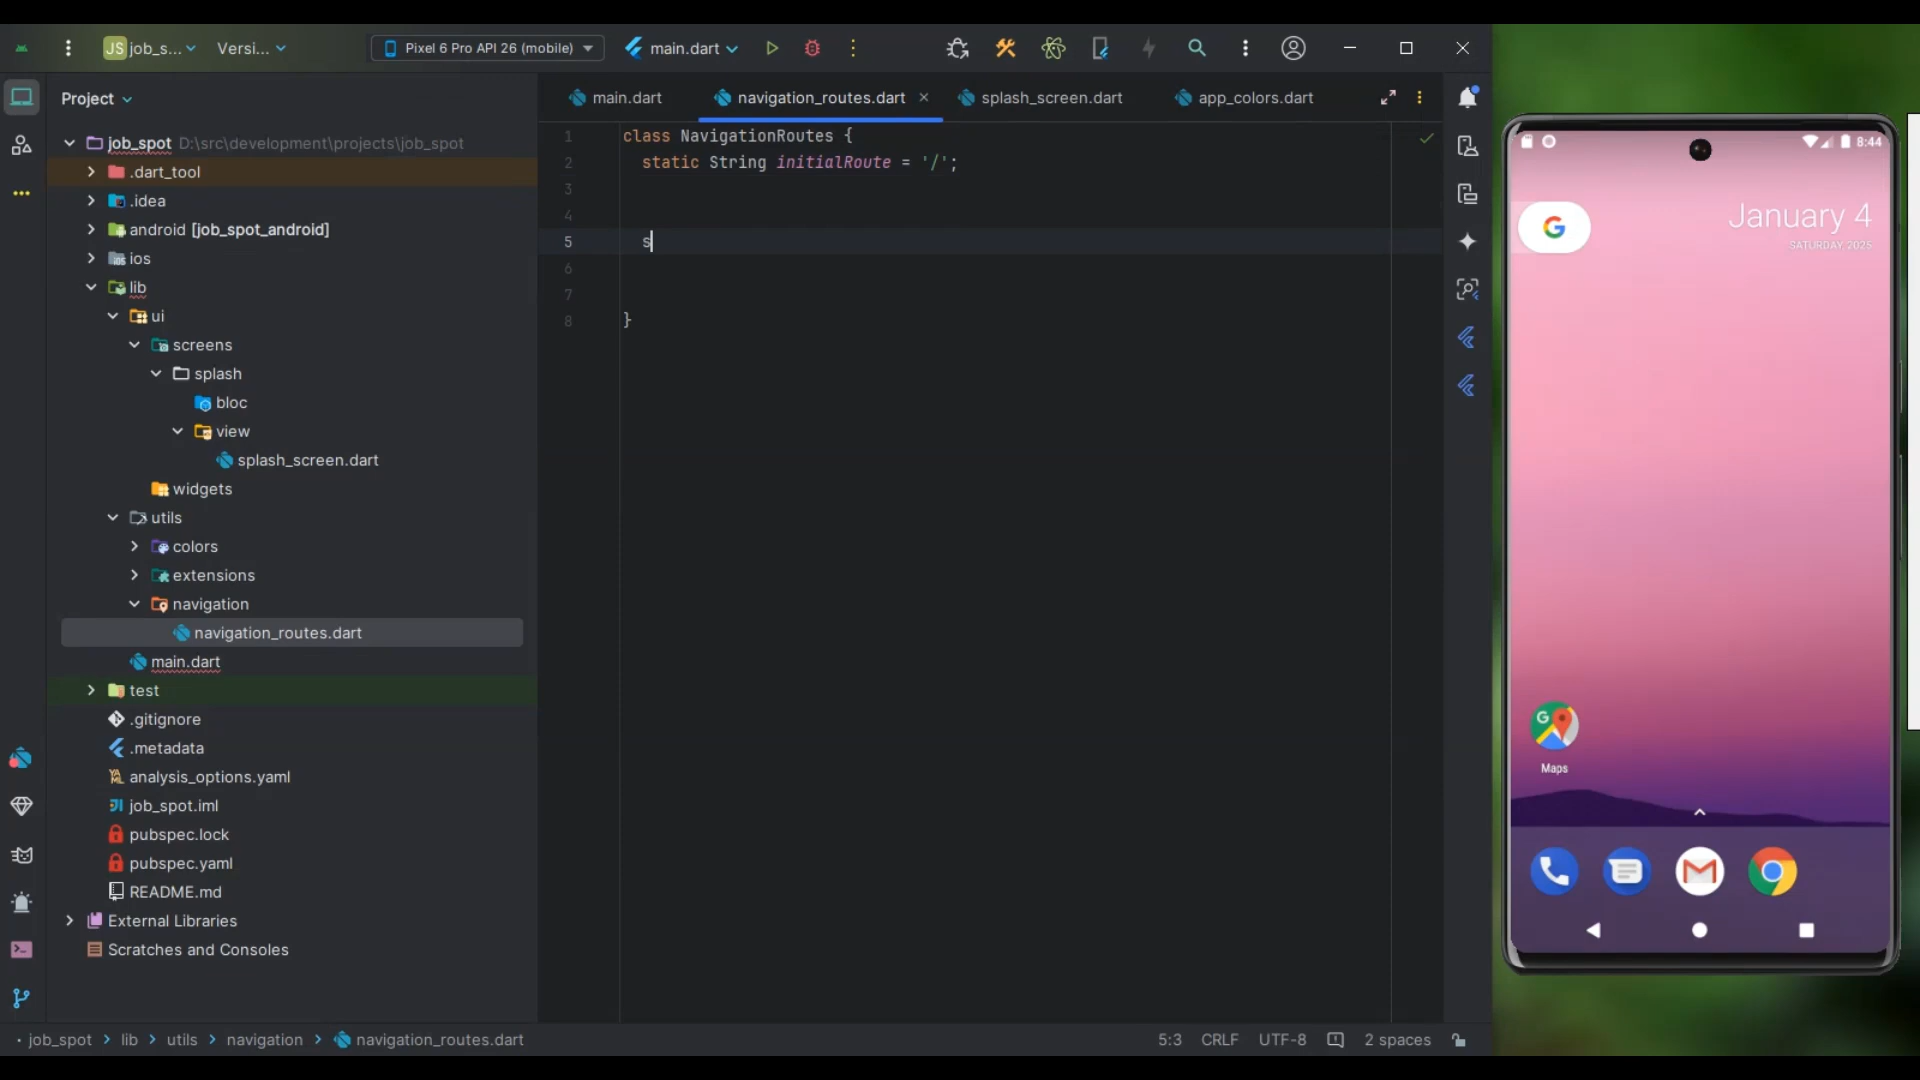 JS job_s... Versi... Pixel 6 Pro API 26 (mobile) main.dart
Project
main.dart navigation_routes.dart splash_screen.dart app_colors.dart
job_spot D:\src\development\projects\job_spot
.dart_tool
.idea
android [job_spot_android]
ios
lib
ui
screens
splash
bloc
view
splash_screen.dart
widgets
utils
colors
extensions
navigation
navigation_routes.dart
main.dart
test
.gitignore
.metadata
analysis_options.yaml
job_spot.iml
pubspec.lock
pubspec.yaml
README.md
External Libraries
Scratches and Consoles
1 class NavigationRoutes {
2 static String initialRoute = '/';
3
4
5 s
6
7
8 }
job_spot > lib > utils > navigation > navigation_routes.dart
5:3 CRLF UTF-8 2 spaces
8:44
G
January 4
SATURDAY, 2025
Maps